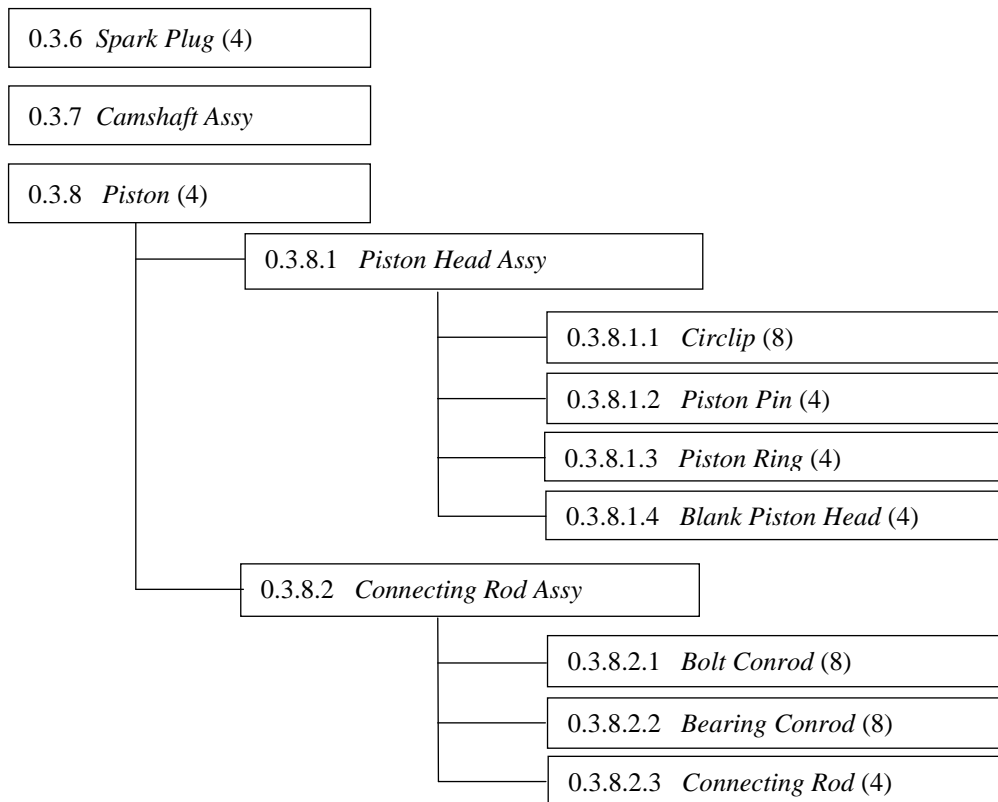 0.3.6 Spark Plug (4)
0.3.7 Camshaft Assy
0.3.8 Piston (4)
0.3.8.1 Piston Head Assy
0.3.8.1.1 Circlip (8)
0.3.8.1.2 Piston Pin (4)
0.3.8.1.3 Piston Ring (4)
0.3.8.1.4 Blank Piston Head (4)
0.3.8.2 Connecting Rod Assy
0.3.8.2.1 Bolt Conrod (8)
0.3.8.2.2 Bearing Conrod (8)
0.3.8.2.3 Connecting Rod (4)